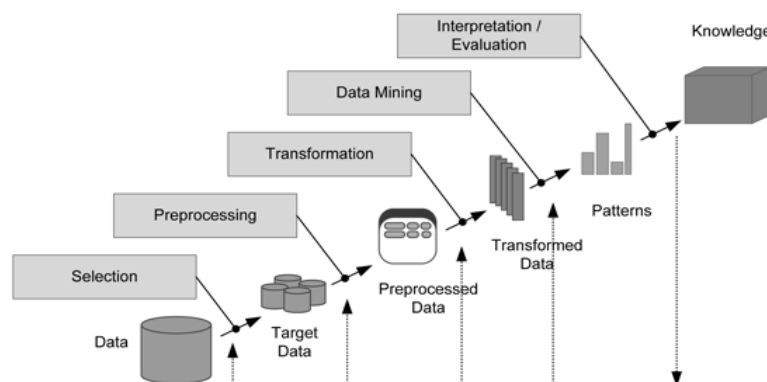 Interpretation /
Evaluation
Knowledge
Data Mining
Transformation
Patterns
Preprocessing
Transformed
Data
Selection
Preprocessed
Data
Target
Data
Data